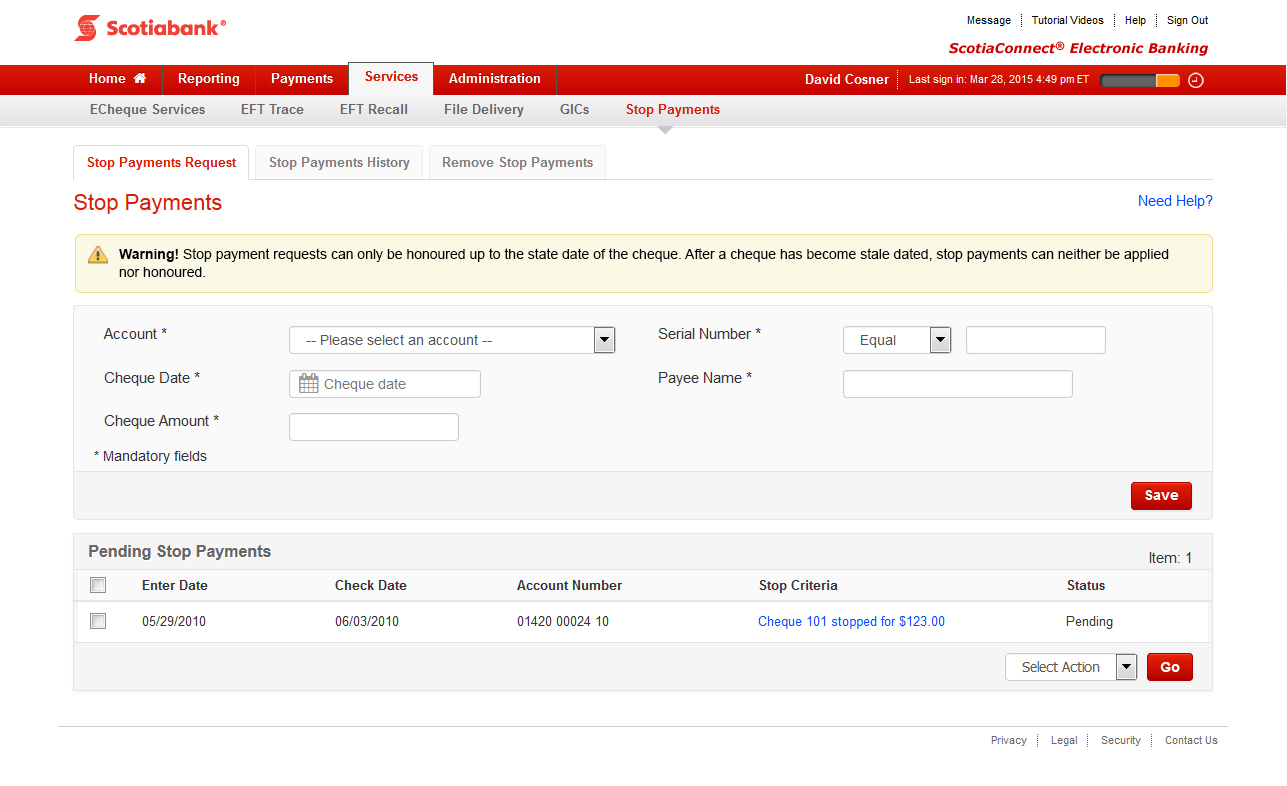 Scotiabank®
Message Tutorial Videos Help Sign Out
ScotiaConnect® Electronic Banking
Home Reporting Payments Services Administration David Cosner Last sign in: Mar 28, 2015 4:49 pm ET
ECheque Services EFT Trace EFT Recall File Delivery GICs Stop Payments
Stop Payments Request Stop Payments History Remove Stop Payments
Stop Payments Need Help?
Warning! Stop payment requests can only be honoured up to the state date of the cheque. After a cheque has become stale dated, stop payments can neither be applied
nor honoured.
Account * -- Please select an account -- Serial Number * Equal
Cheque Date * Cheque date Payee Name *
Cheque Amount *
* Mandatory fields
Save
Pending Stop Payments Item: 1
Enter Date Check Date Account Number Stop Criteria Status
05/29/2010 06/03/2010 01420 00024 10 Cheque 101 stopped for $123.00 Pending
Select Action Go
Privacy Legal Security Contact Us